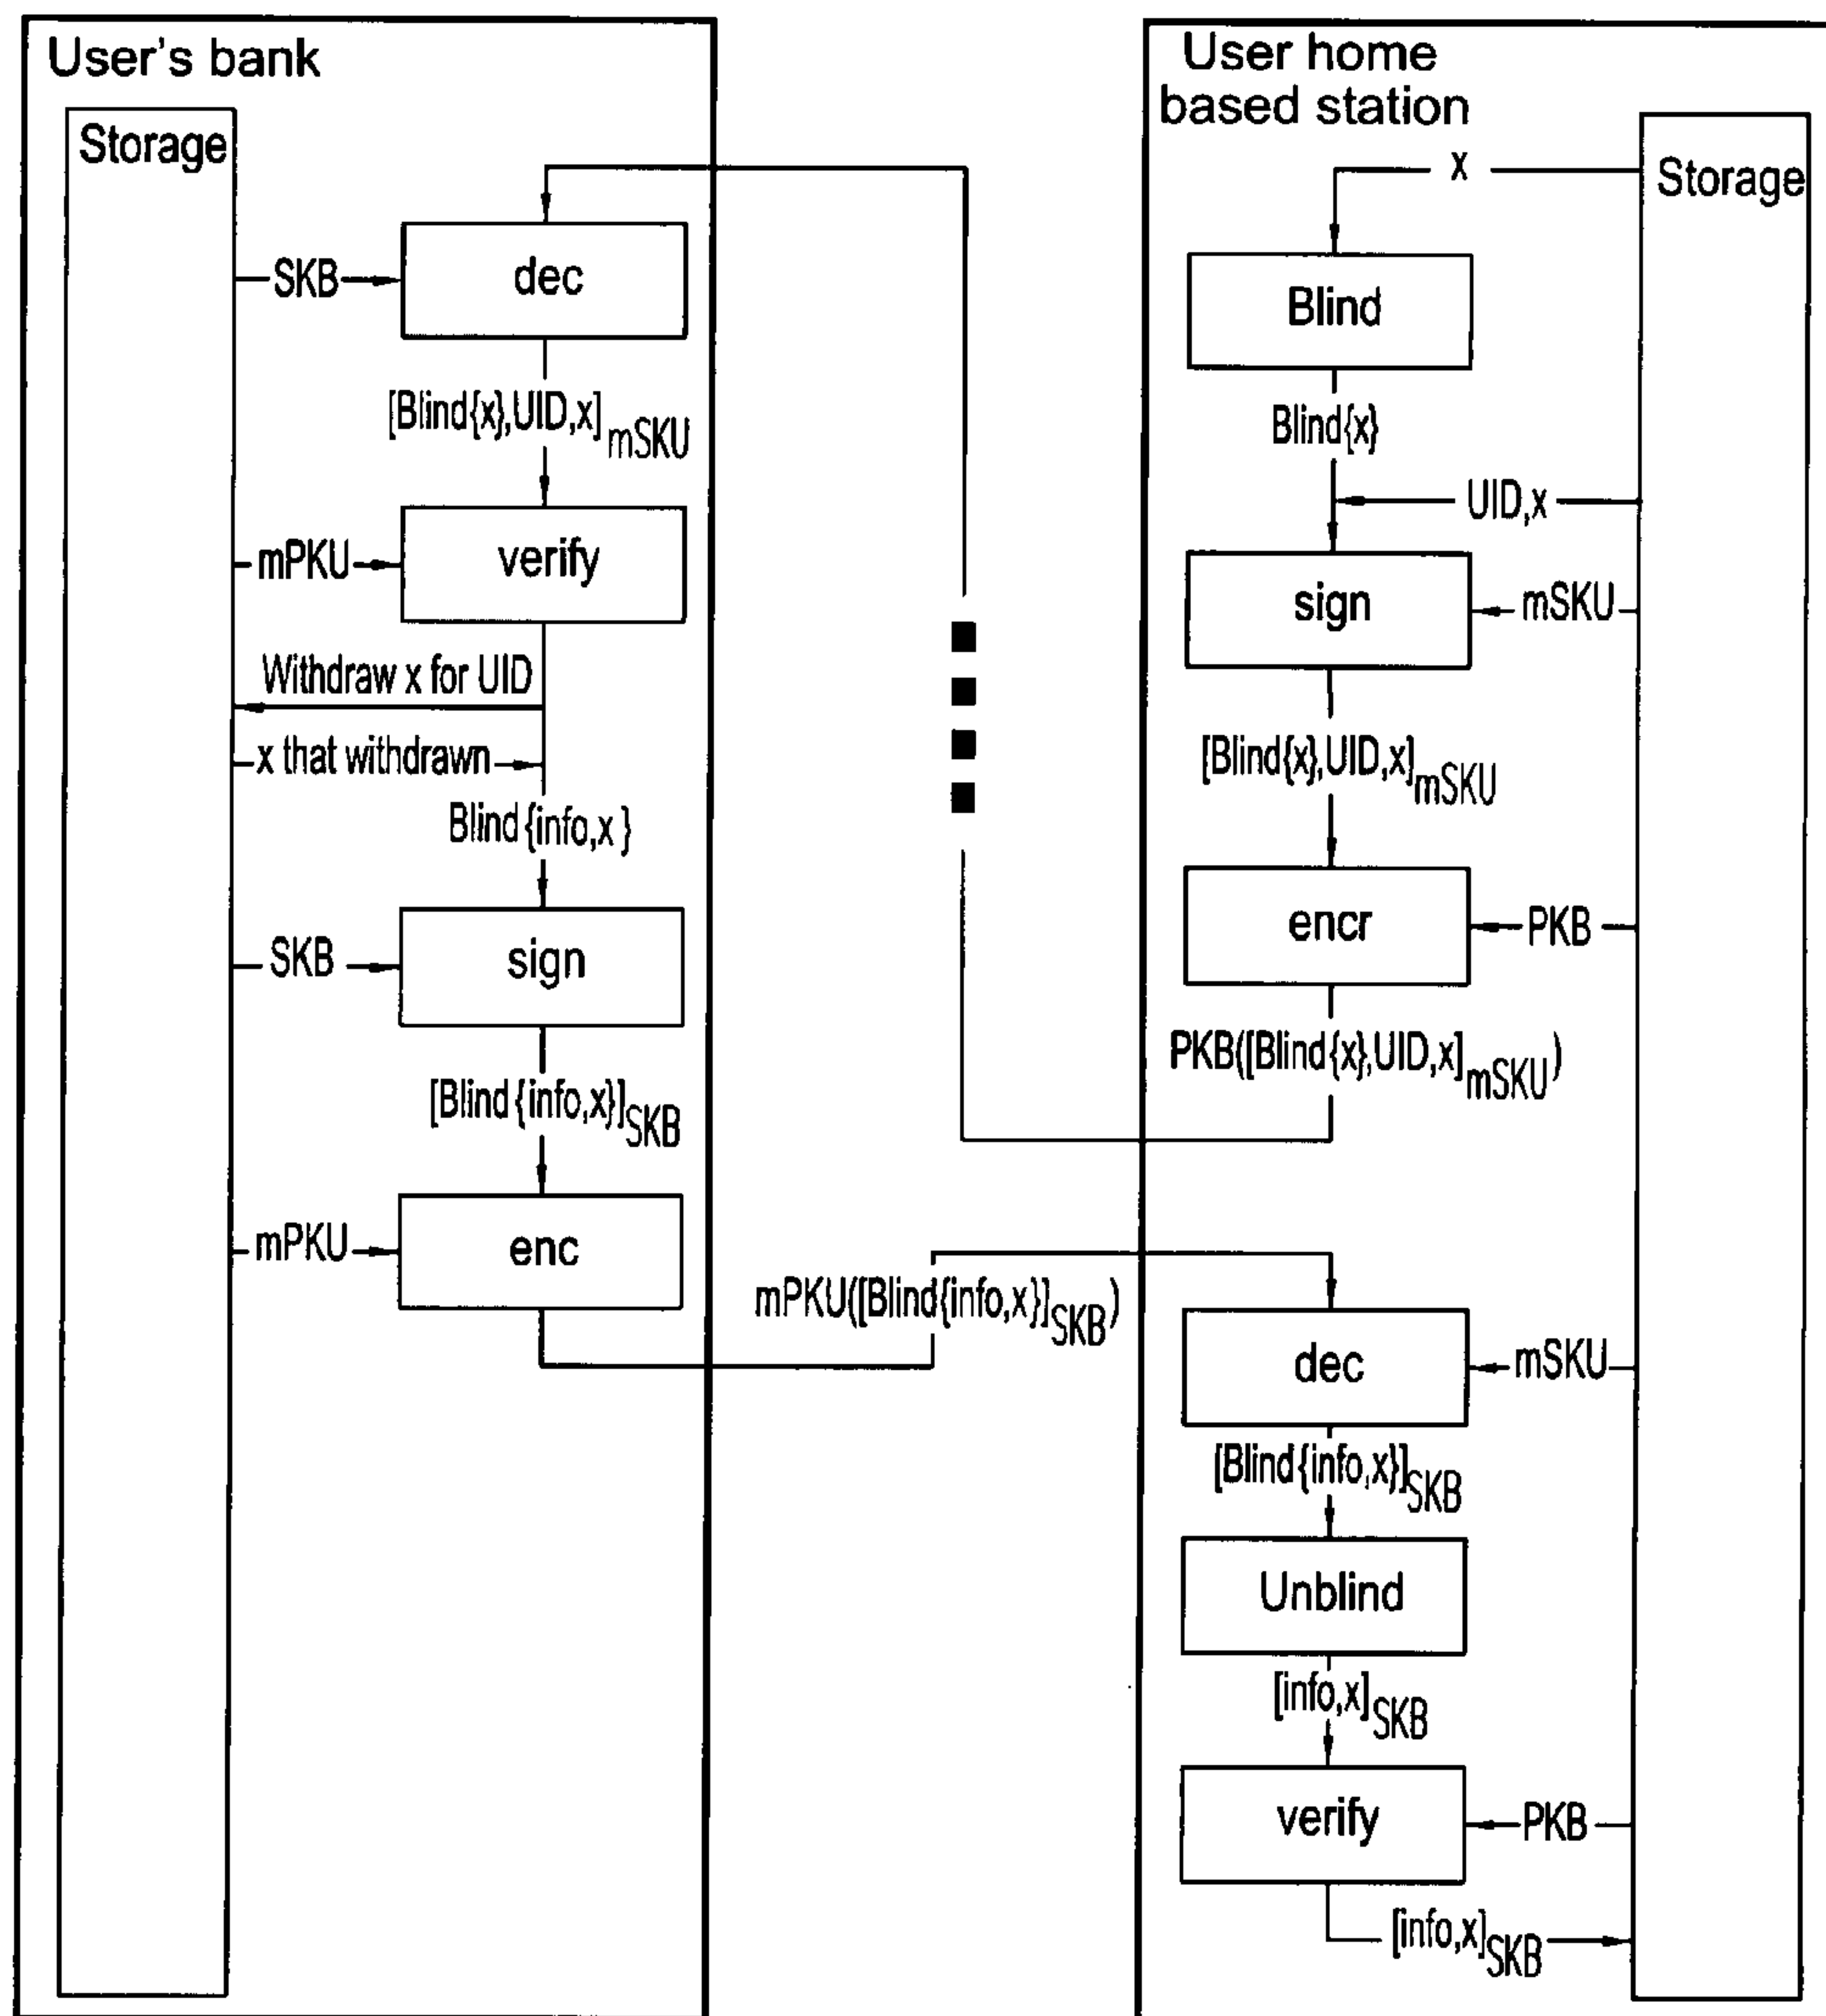 User's bank
Storage
SKB
dec
[Blind{x},UID,x]mSKU
mPKU
verify
Withdraw x for UID
x that withdrawn
Blind{info,x}
SKB
sign
[Blind{info,x}]SKB
mPKU
enc
mPKU([Blind{info,x}]SKB)
User home
based station
Storage
x
Blind
Blind{x}
UID,x
sign
mSKU
[Blind{x},UID,x]mSKU
encr
PKB
PKB([Blind{x},UID,x]mSKU)
dec
mSKU
[Blind{info,x}]SKB
Unblind
[info,x]SKB
verify
PKB
[info,x]SKB